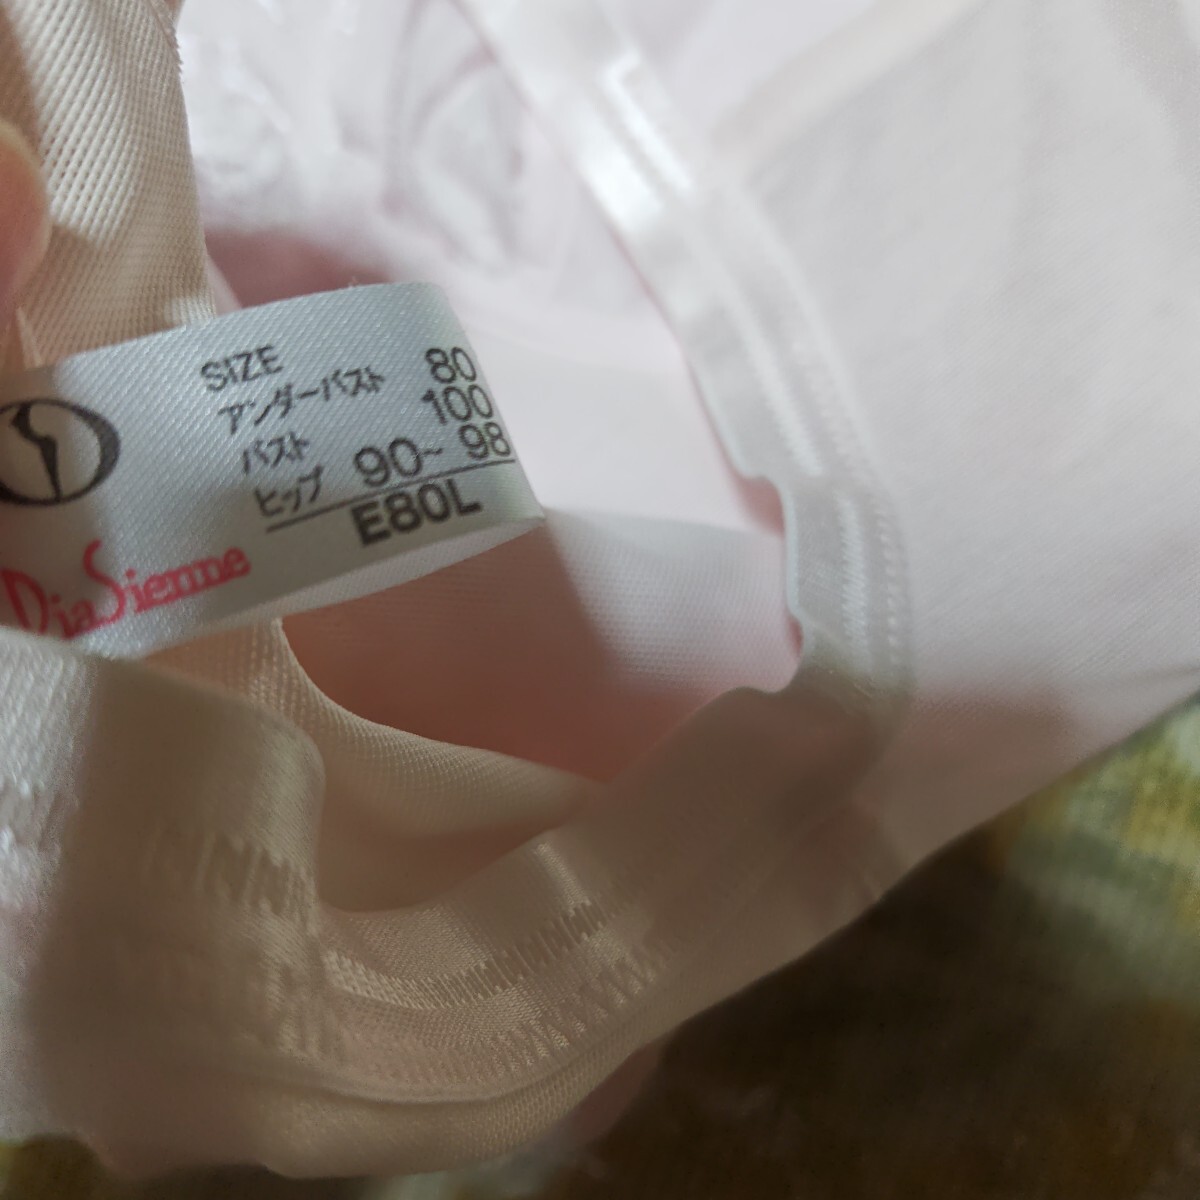 SIZE
アンダーバスト 80
バスト 100
ヒップ 90~98
E80L
DiaSienne